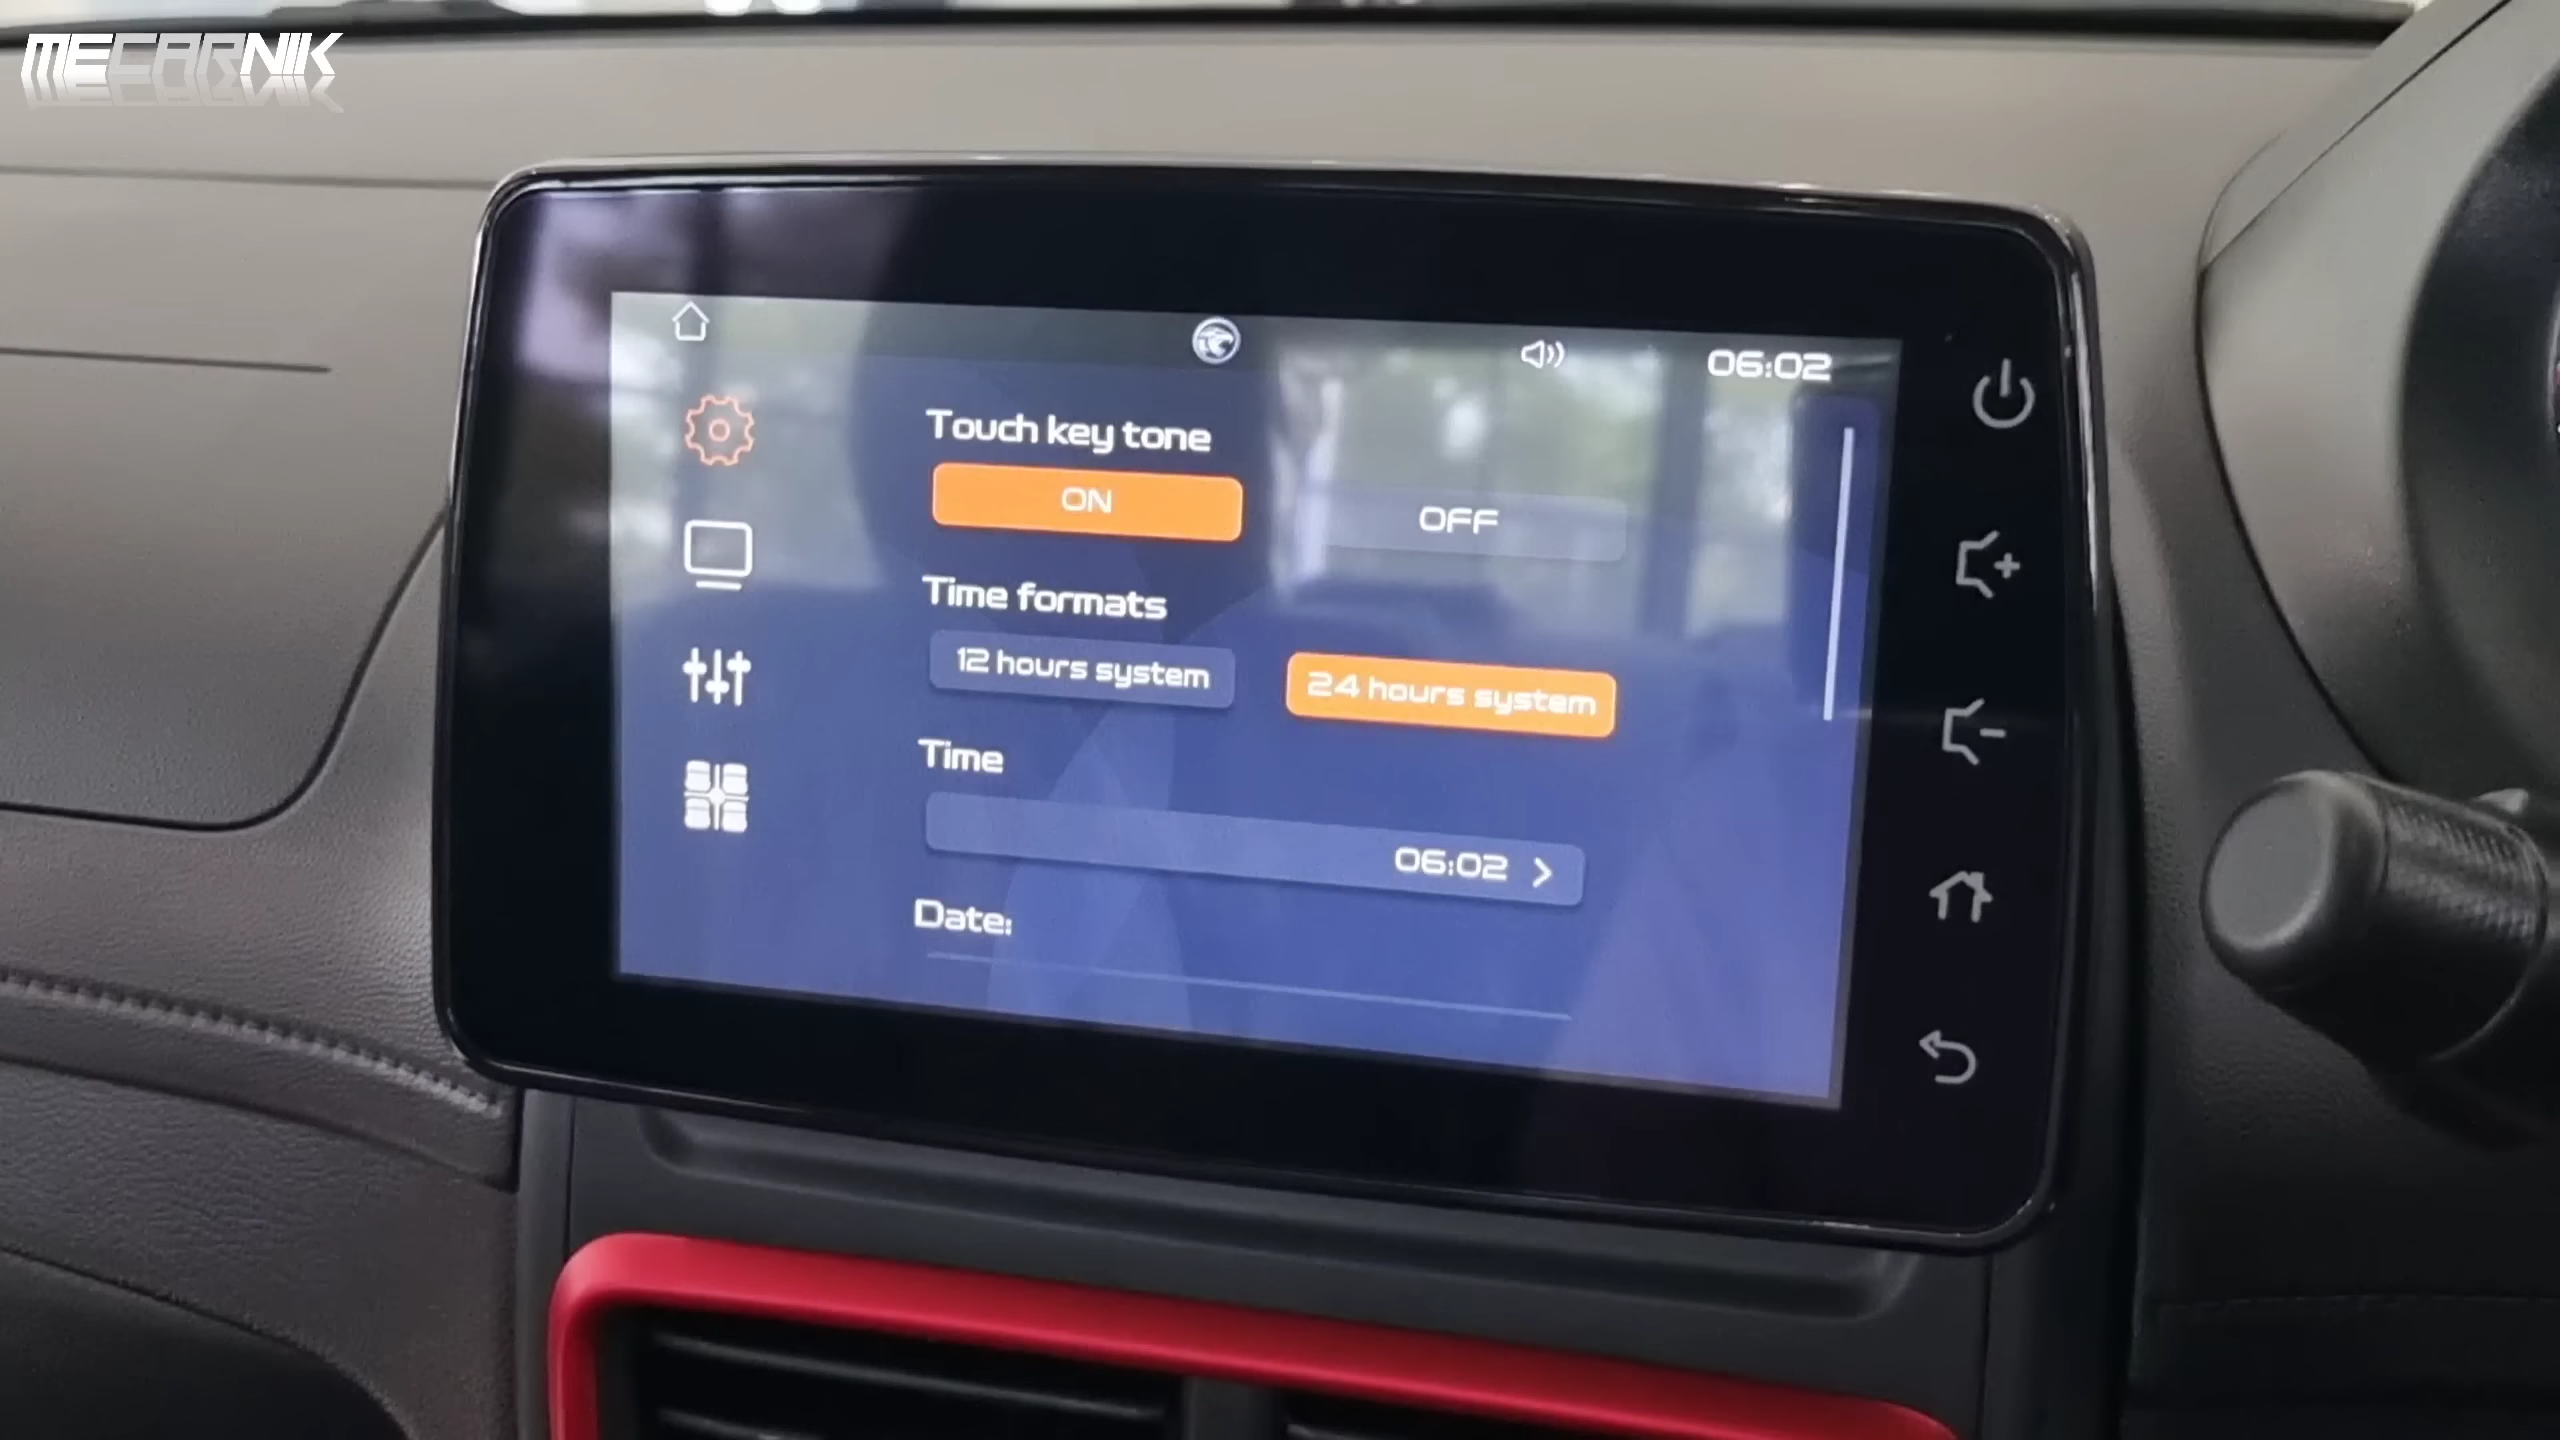 MECARNIK
06:02
Touch key tone
ON
OFF
Time formats
12 hours system
24 hours system
Time
06:02
Date: